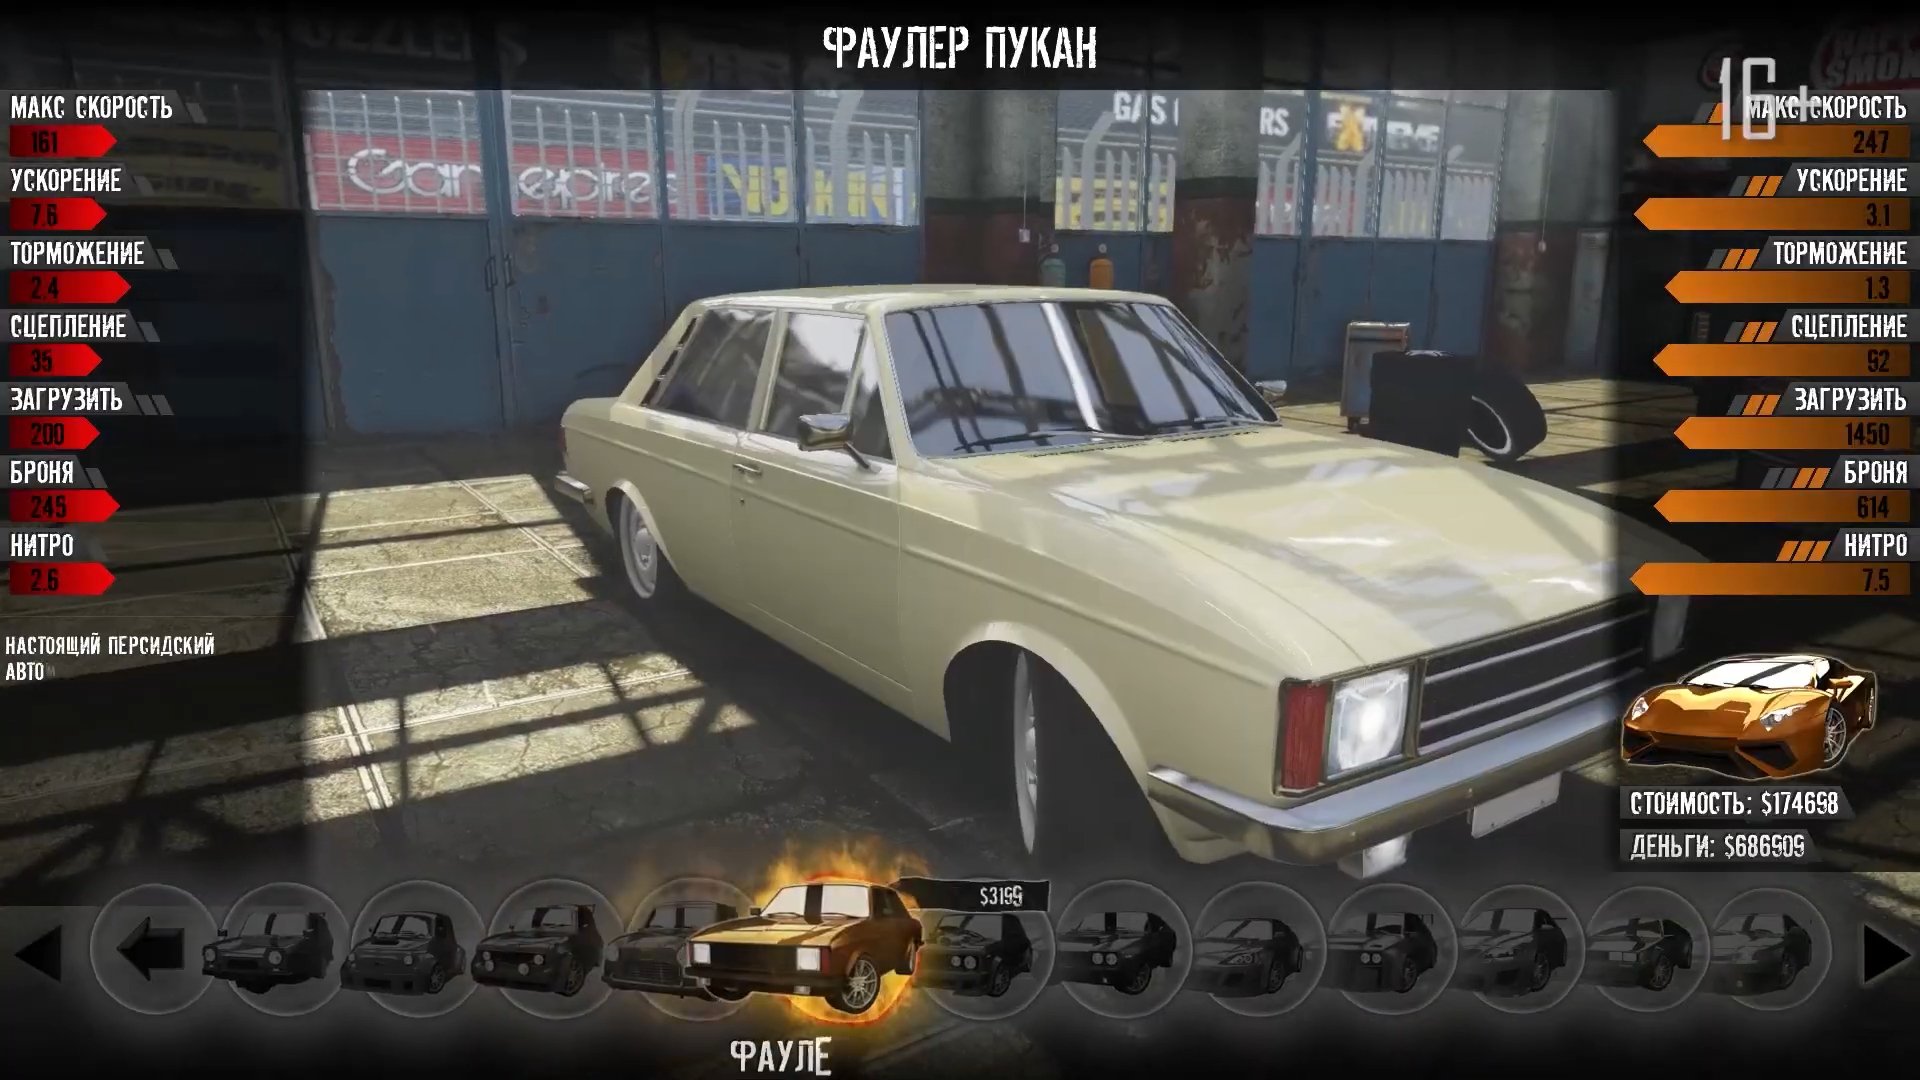 ФАУЛЕР ПУКАН
16+
МАКС СКОРОСТЬ
161
УСКОРЕНИЕ
7.6
ТОРМОЖЕНИЕ
2.4
СЦЕПЛЕНИЕ
35
ЗАГРУЗИТЬ
200
БРОНЯ
245
НИТРО
2.6
НАСТОЯЩИЙ ПЕРСИДСКИЙ
АВТО
GAS
RS
МАКС СКОРОСТЬ
247
УСКОРЕНИЕ
3.1
ТОРМОЖЕНИЕ
1.3
СЦЕПЛЕНИЕ
92
ЗАГРУЗИТЬ
1450
БРОНЯ
614
НИТРО
7.5
СТОИМОСТЬ: $174698
ДЕНЬГИ: $686909
$3199
ФАУЛЕ